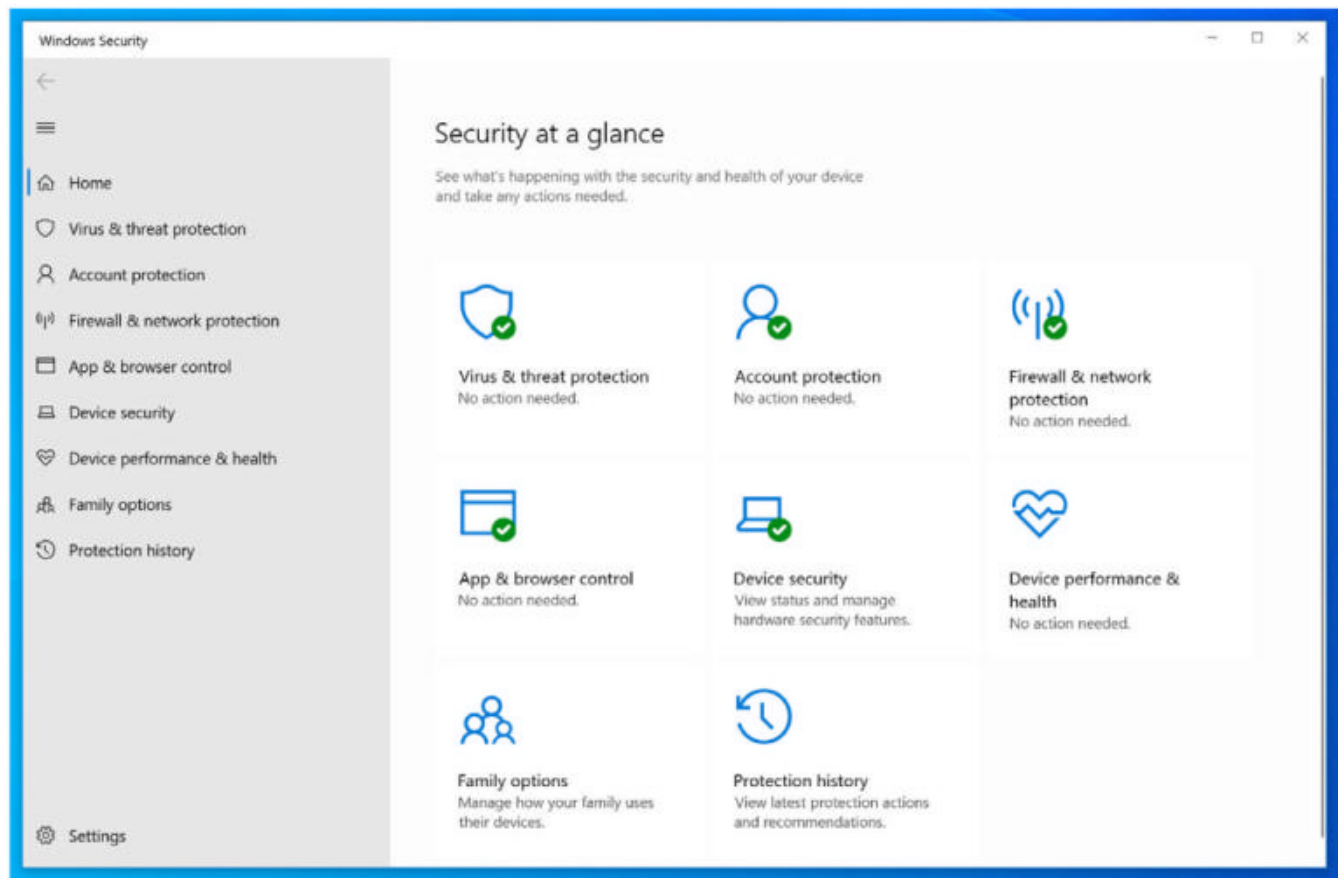 Windows Security
Home
Virus & threat protection
Account protection
Firewall & network protection
App & browser control
Device security
Device performance & health
Family options
Protection history
Settings
Security at a glance
See what's happening with the security and health of your device
and take any actions needed.
Virus & threat protection
No action needed.
Account protection
No action needed.
Firewall & network
protection
No action needed.
App & browser control
No action needed.
Device security
View status and manage
hardware security features.
Device performance &
health
No action needed.
Family options
Manage how your family uses
their devices.
Protection history
View latest protection actions
and recommendations.